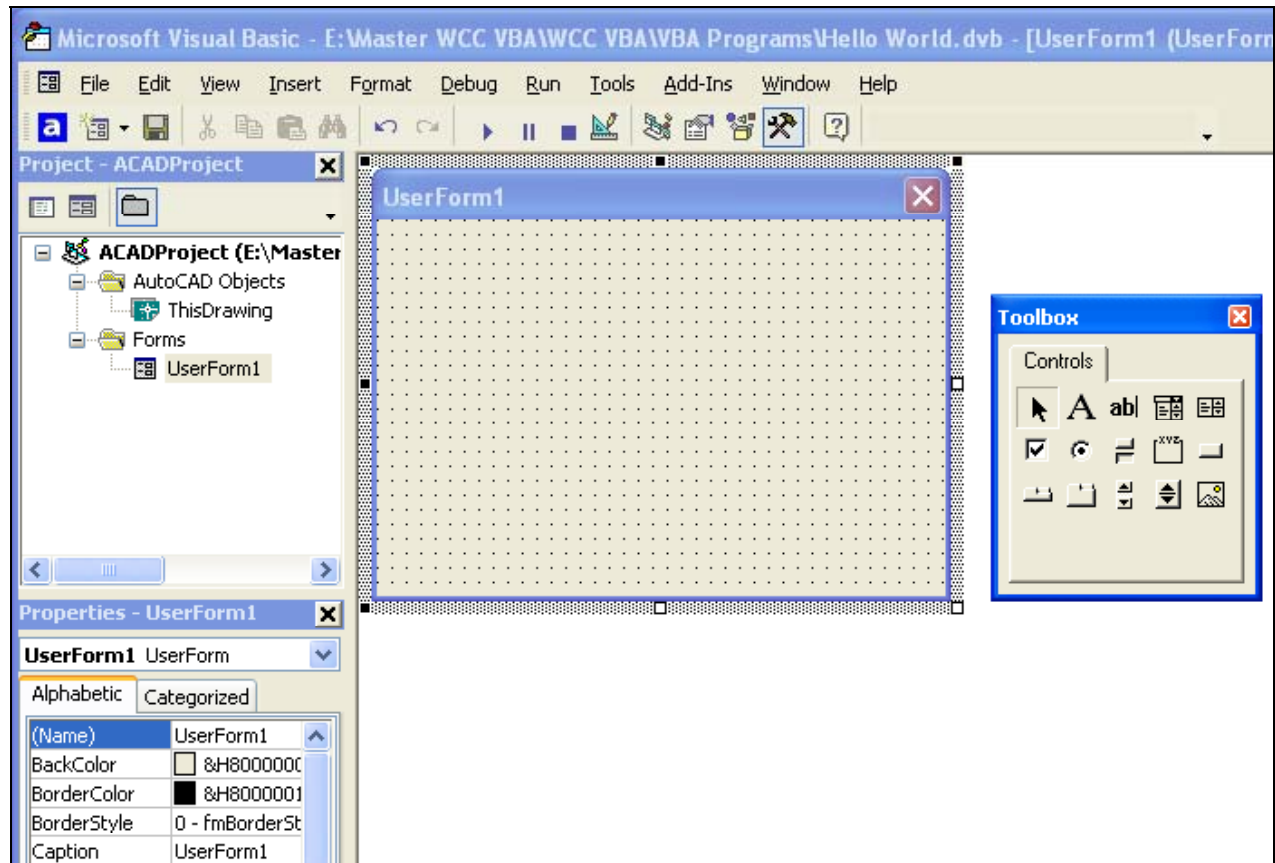 Microsoft Visual Basic - E:\Master WCC VBA\WCC VBA\VBA Programs\Hello World.dvb - [UserForm1 (UserForm
File Edit View Insert Format Debug Run Tools Add-Ins Window Help
a
Project - ACADProject
ACADProject (E:\Master
AutoCAD Objects
ThisDrawing
Forms
UserForm1
UserForm1
Toolbox
Controls
A abl
XYZ
Properties - UserForm1
UserForm1 UserForm
Alphabetic Categorized
(Name) UserForm1
BackColor &H8000000
BorderColor &H8000001
BorderStyle 0 - fmBorderSt
Caption UserForm1